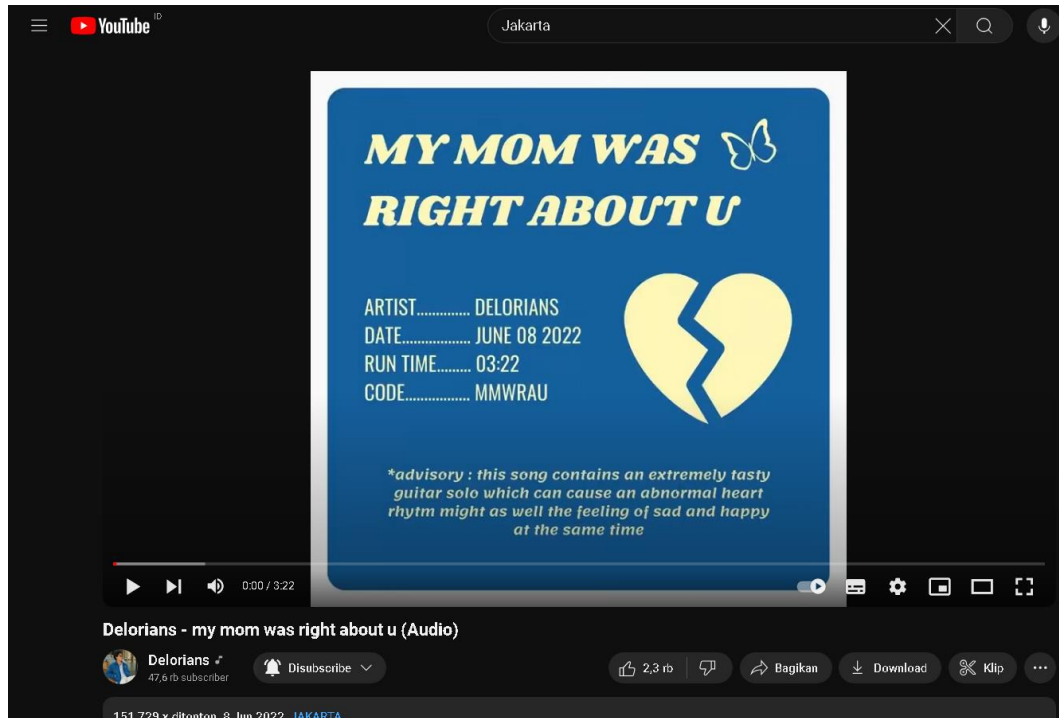 YouTube ID
Jakarta
MY MOM WAS
RIGHT ABOUT U
ARTIST.............. DELORIANS
DATE.................. JUNE 08 2022
RUN TIME......... 03:22
CODE................. MMWRAU
*advisory : this song contains an extremely tasty
guitar solo which can cause an abnormal heart
rhytm might as well the feeling of sad and happy
at the same time
0:00 / 3:22
Delorians - my mom was right about u (Audio)
Delorians
47,6 rb subscriber
Disubscribe
2,3 rb
Bagikan
Download
Klip
151.729 x ditonton 8 Jun 2022 JAKARTA